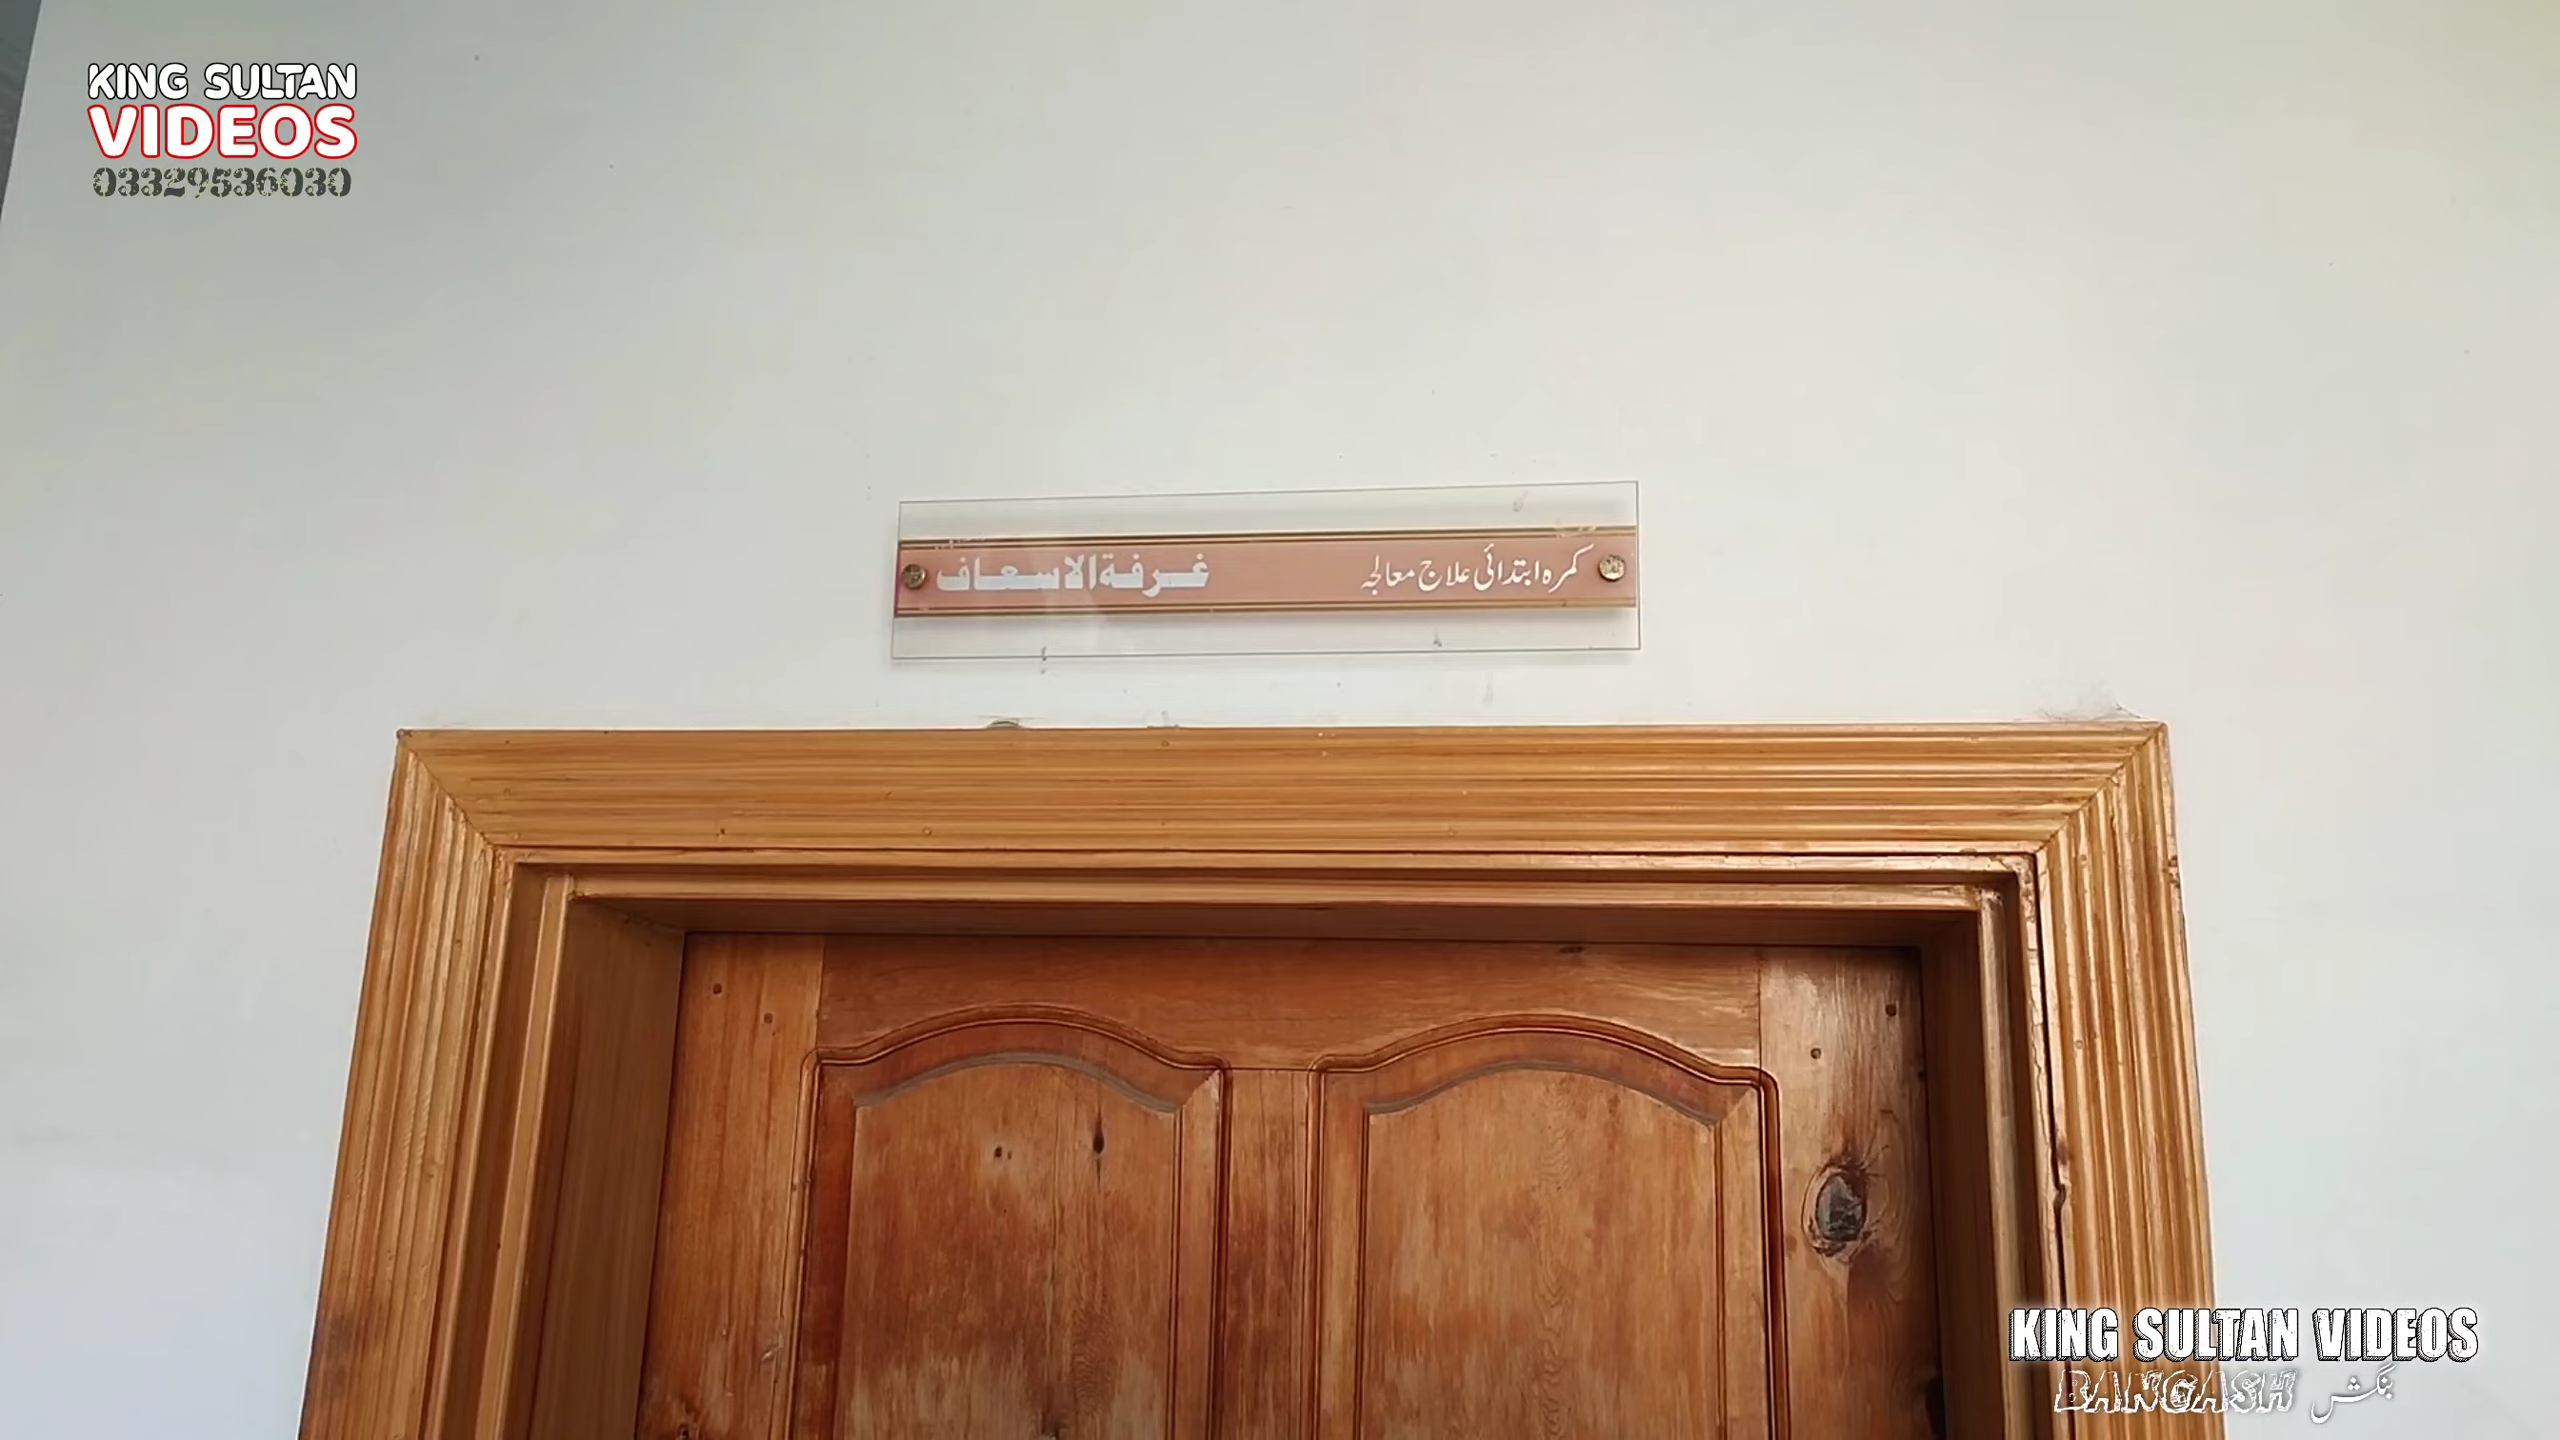 KING SULTAN
VIDEOS
03329536030
کمرہ ابتدائی علاج معالجہ
غرفة الاسعاف
KING SULTAN VIDEOS
BANGASH بنگش